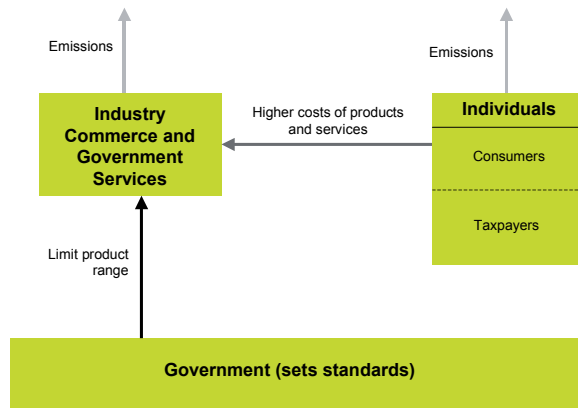 Emissions
Emissions
Industry
Commerce and
Government
Services
Higher costs of products
and services
Individuals
Consumers
Taxpayers
Limit product
range
Government (sets standards)